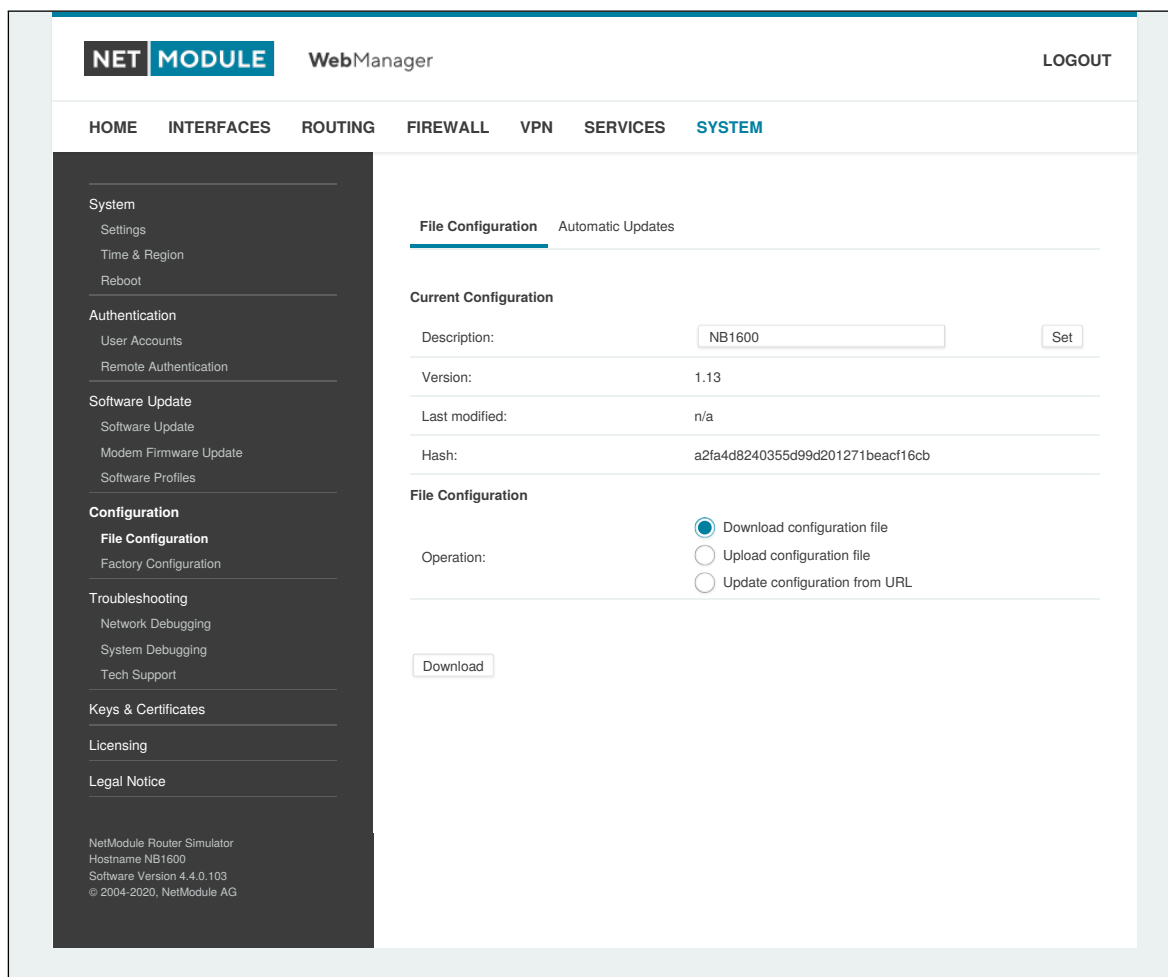 NET MODULE WebManager LOGOUT
HOME INTERFACES ROUTING FIREWALL VPN SERVICES SYSTEM
System
Settings
Time & Region
Reboot
Authentication
User Accounts
Remote Authentication
Software Update
Software Update
Modem Firmware Update
Software Profiles
Configuration
File Configuration
Factory Configuration
Troubleshooting
Network Debugging
System Debugging
Tech Support
Keys & Certificates
Licensing
Legal Notice
NetModule Router Simulator
Hostname NB1600
Software Version 4.4.0.103
© 2004-2020, NetModule AG
File Configuration Automatic Updates
Current Configuration
Description: NB1600 Set
Version: 1.13
Last modified: n/a
Hash: a2fa4d8240355d99d201271beacf16cb
File Configuration
Operation:
Download configuration file
Upload configuration file
Update configuration from URL
Download